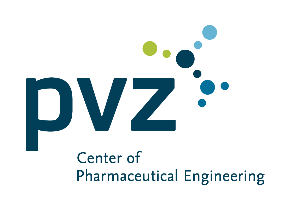 pvz
Center of
Pharmaceutical Engineering